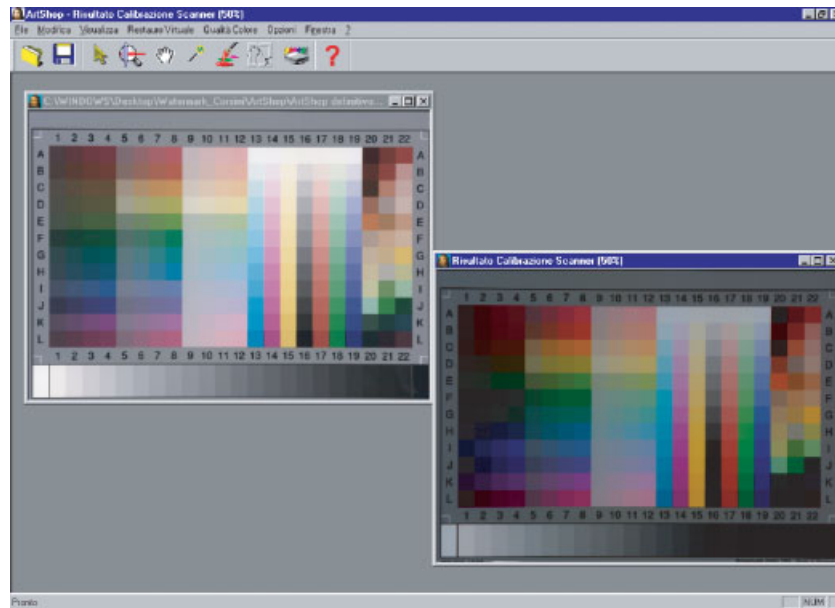 ArtShop - Risultato Calibrazione Scanner (50%)
File Modifica Visualizza Restauro Virtuale Qualità Colore Opzioni Finestra ?
C:\WINDOWS\Desktop\Watermark_Corsini\ArtShop\ArtShop definitivo...
1 2 3 4 5 6 7 8 9 10 11 12 13 14 15 16 17 18 19 20 21 22
A A
B B
C C
D D
E E
F F
G G
H H
I I
J J
K K
L L
1 2 3 4 5 6 7 8 9 10 11 12 13 14 15 16 17 18 19 20 21 22
Risultato Calibrazione Scanner (50%)
1 2 3 4 5 6 7 8 9 10 11 12 13 14 15 16 17 18 19 20 21 22
A A
B B
C C
D D
E E
F F
G G
H H
I I
J J
K K
L L
1 2 3 4 5 6 7 8 9 10 11 12 13 14 15 16 17 18 19 20 21 22
Pronto NUM